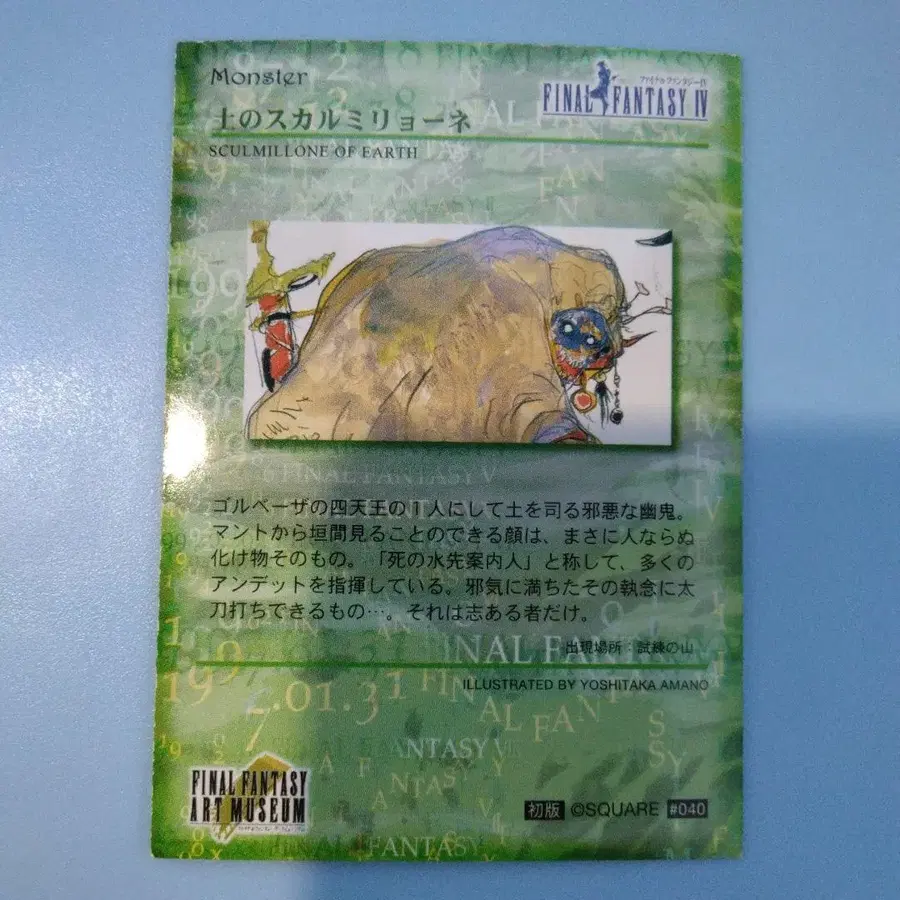 Monster
土のスカルミリョーネ
SCULMILLONE OF EARTH
ファイナルファンタジーIV
FINAL FANTASY IV
ゴルベーザの四天王の1人にして土を司る邪悪な幽鬼。
マントから垣間見ることのできる顔は、まさに人ならぬ
化け物そのもの。「死の水先案内人」と称して、多くの
アンデットを指揮している。邪気に満ちたその執念に太
刀打ちできるもの…。それは志ある者だけ。
出現場所：試練の山
ILLUSTRATED BY YOSHITAKA AMANO
FINAL FANTASY
ART MUSEUM
初版 ©SQUARE #040